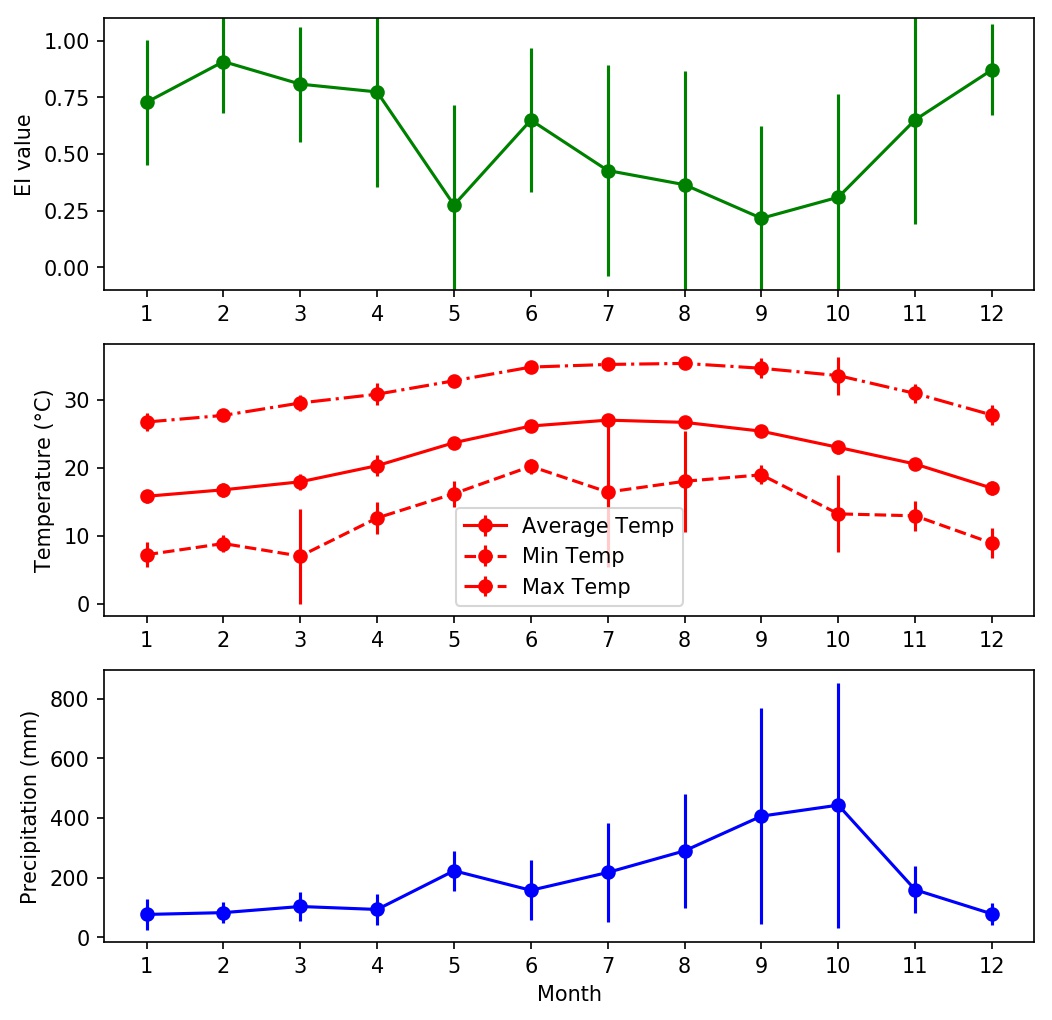 EI value
1.00
0.75
0.50
0.25
0.00
1 2 3 4 5 6 7 8 9 10 11 12
Temperature (°C)
30
20
10
0
Average Temp
Min Temp
Max Temp
1 2 3 4 5 6 7 8 9 10 11 12
Precipitation (mm)
800
600
400
200
0
1 2 3 4 5 6 7 8 9 10 11 12
Month